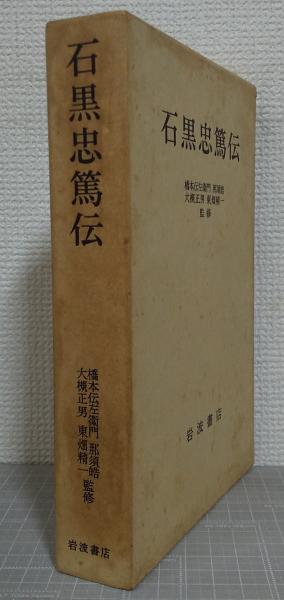 石黒忠篤伝
橋本伝左衛門 那須皓
大槻正男 東畑精一
監修
岩波書店
石黒忠篤伝
橋本伝左衛門 那須皓
大槻正男 東畑精一
監修
岩波書店